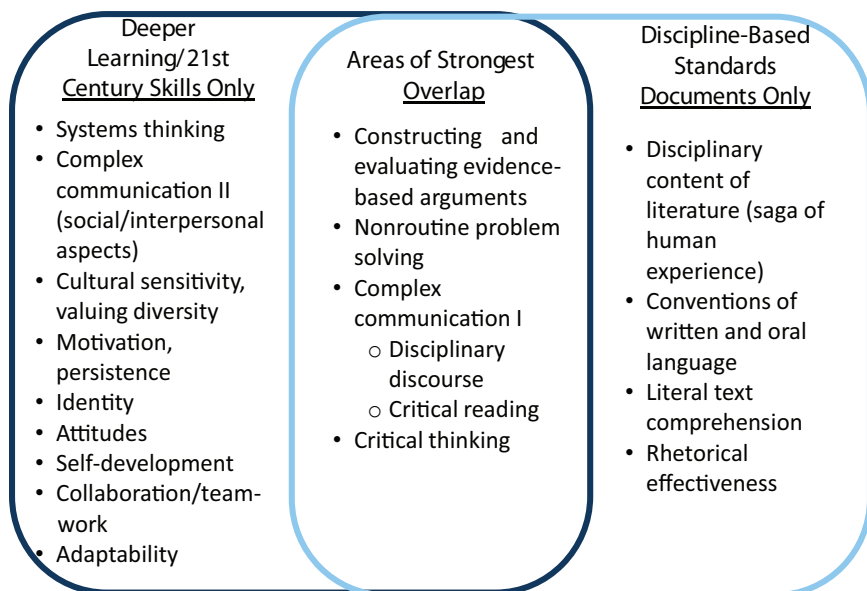 Deeper
Learning/21st
Century Skills Only
• Systems thinking
• Complex
communication II
(social/interpersonal
aspects)
• Cultural sensitivity,
valuing diversity
• Motivation,
persistence
• Identity
• Attitudes
• Self-development
• Collaboration/team-
work
• Adaptability
Areas of Strongest
Overlap
• Constructing and
evaluating evidence-
based arguments
• Nonroutine problem
solving
• Complex
communication I
o Disciplinary
discourse
o Critical reading
• Critical thinking
Discipline-Based
Standards
Documents Only
• Disciplinary
content of
literature (saga of
human
experience)
• Conventions of
written and oral
language
• Literal text
comprehension
• Rhetorical
effectiveness